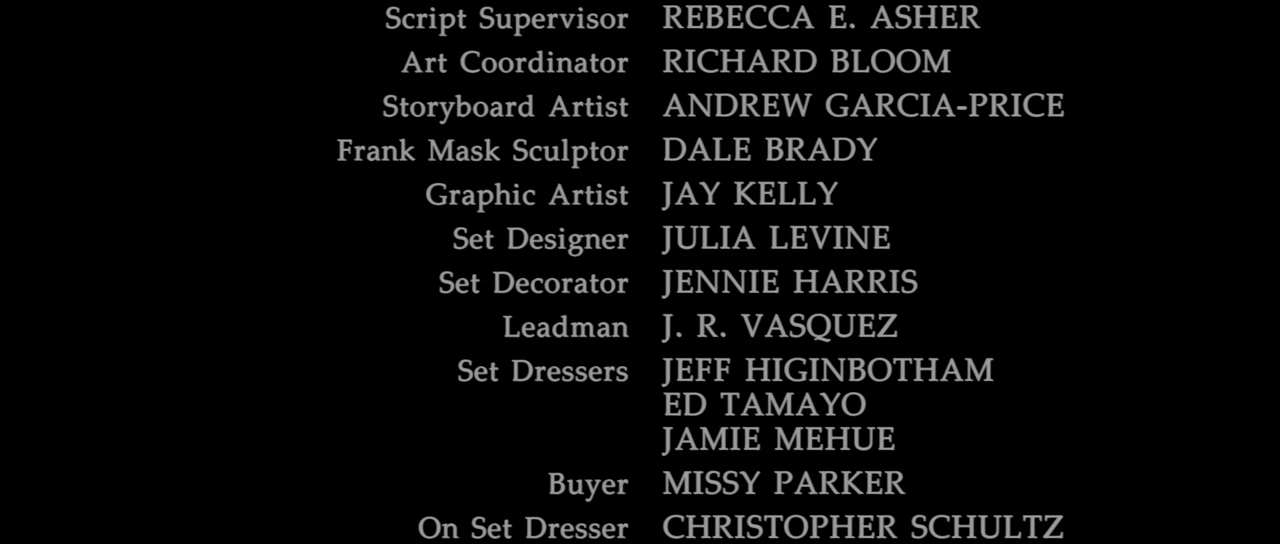 Script Supervisor REBECCA E. ASHER
Art Coordinator RICHARD BLOOM
Storyboard Artist ANDREW GARCIA-PRICE
Frank Mask Sculptor DALE BRADY
Graphic Artist JAY KELLY
Set Designer JULIA LEVINE
Set Decorator JENNIE HARRIS
Leadman J. R. VASQUEZ
Set Dressers JEFF HIGINBOTHAM
ED TAMAYO
JAMIE MEHUE
Buyer MISSY PARKER
On Set Dresser CHRISTOPHER SCHULTZ